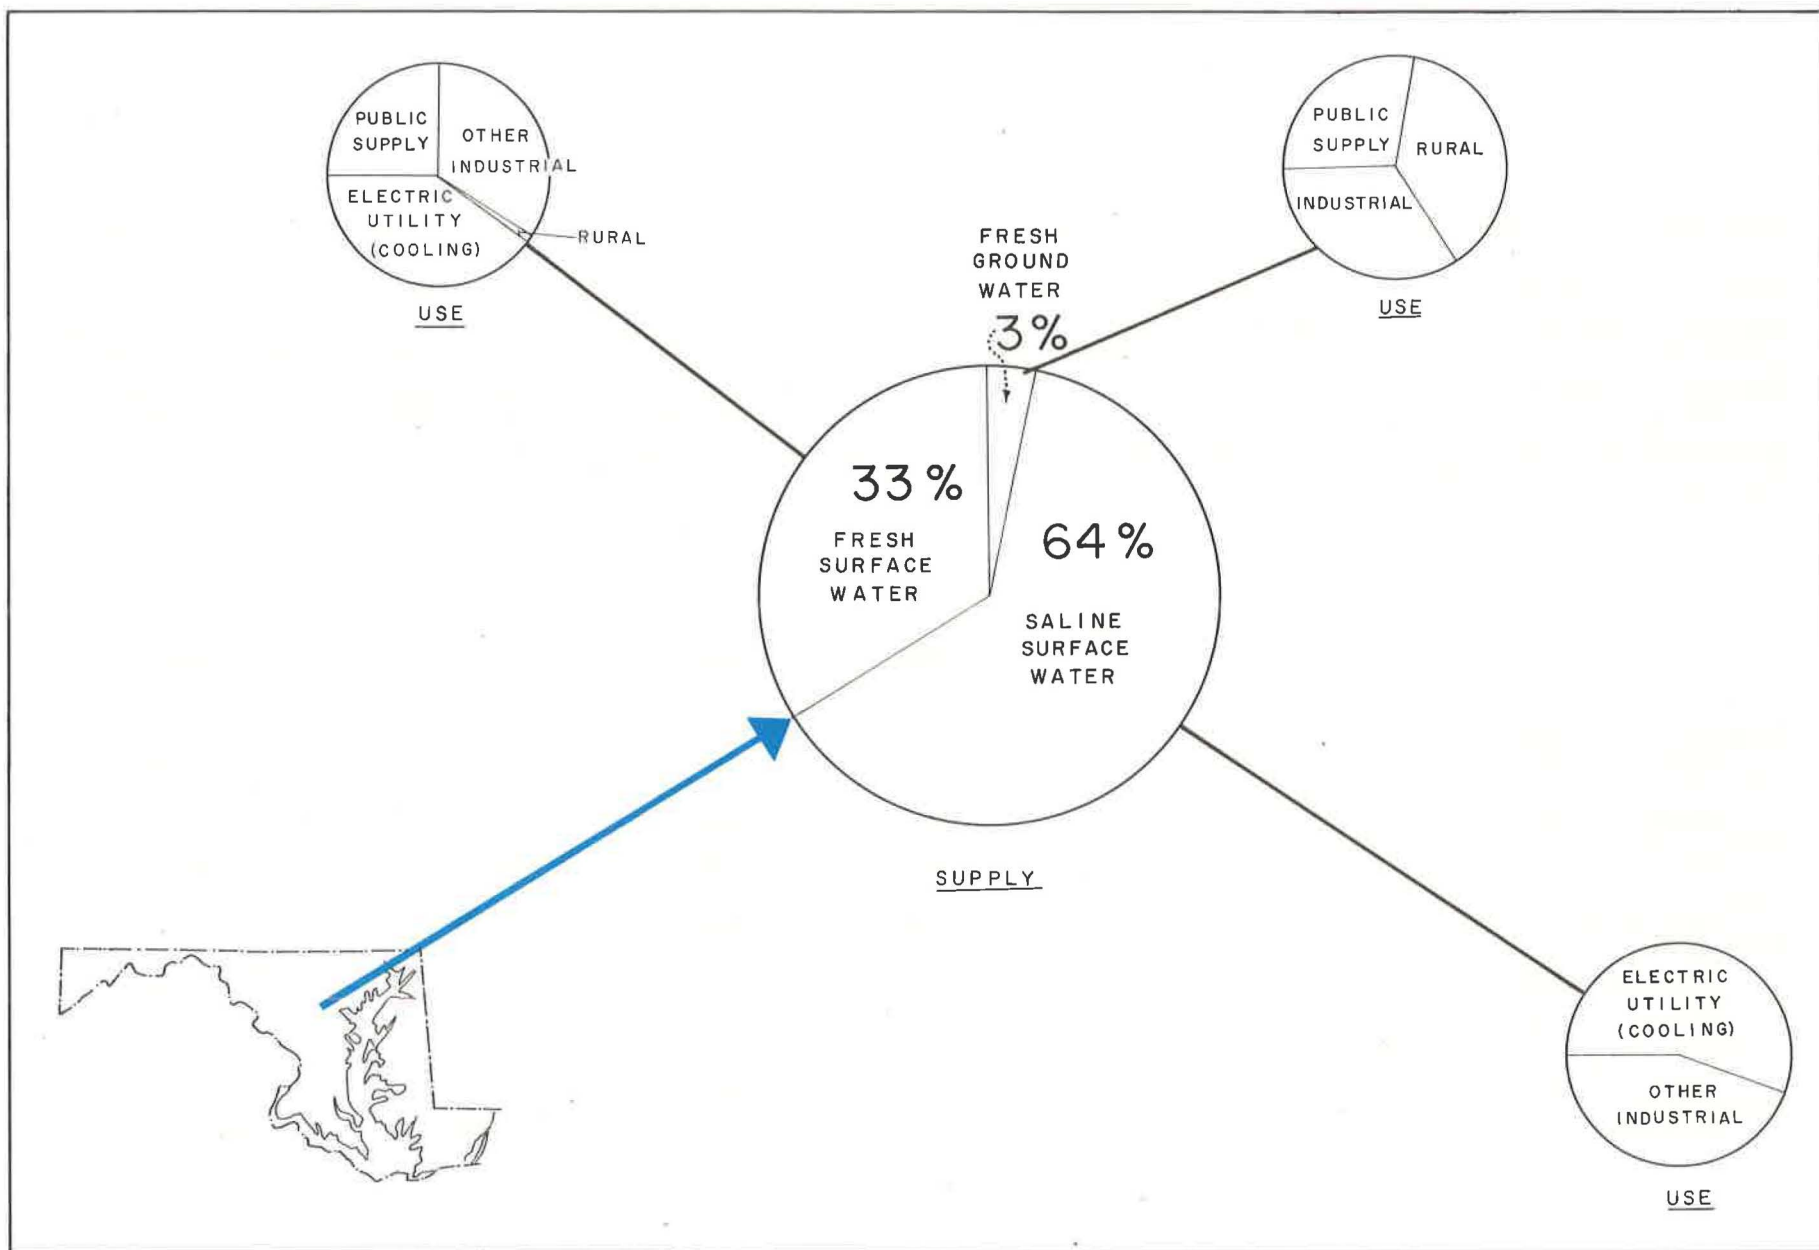 PUBLIC
SUPPLY
OTHER
INDUSTRIAL
ELECTRIC
UTILITY
(COOLING)
RURAL
USE
PUBLIC
SUPPLY
RURAL
INDUSTRIAL
USE
FRESH
GROUND
WATER
3%
33%
FRESH
SURFACE
WATER
64%
SALINE
SURFACE
WATER
SUPPLY
ELECTRIC
UTILITY
(COOLING)
OTHER
INDUSTRIAL
USE